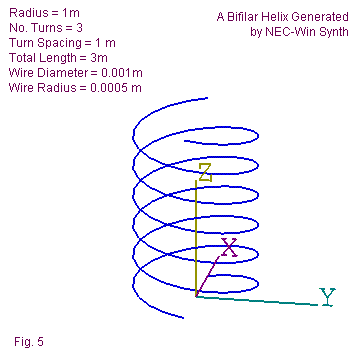 Radius = 1m
No. Turns = 3
Turn Spacing = 1 m
Total Length = 3m
Wire Diameter = 0.001m
Wire Radius = 0.0005 m
A Bifilar Helix Generated
by NEC-Win Synth
Z
X
Y
Fig. 5